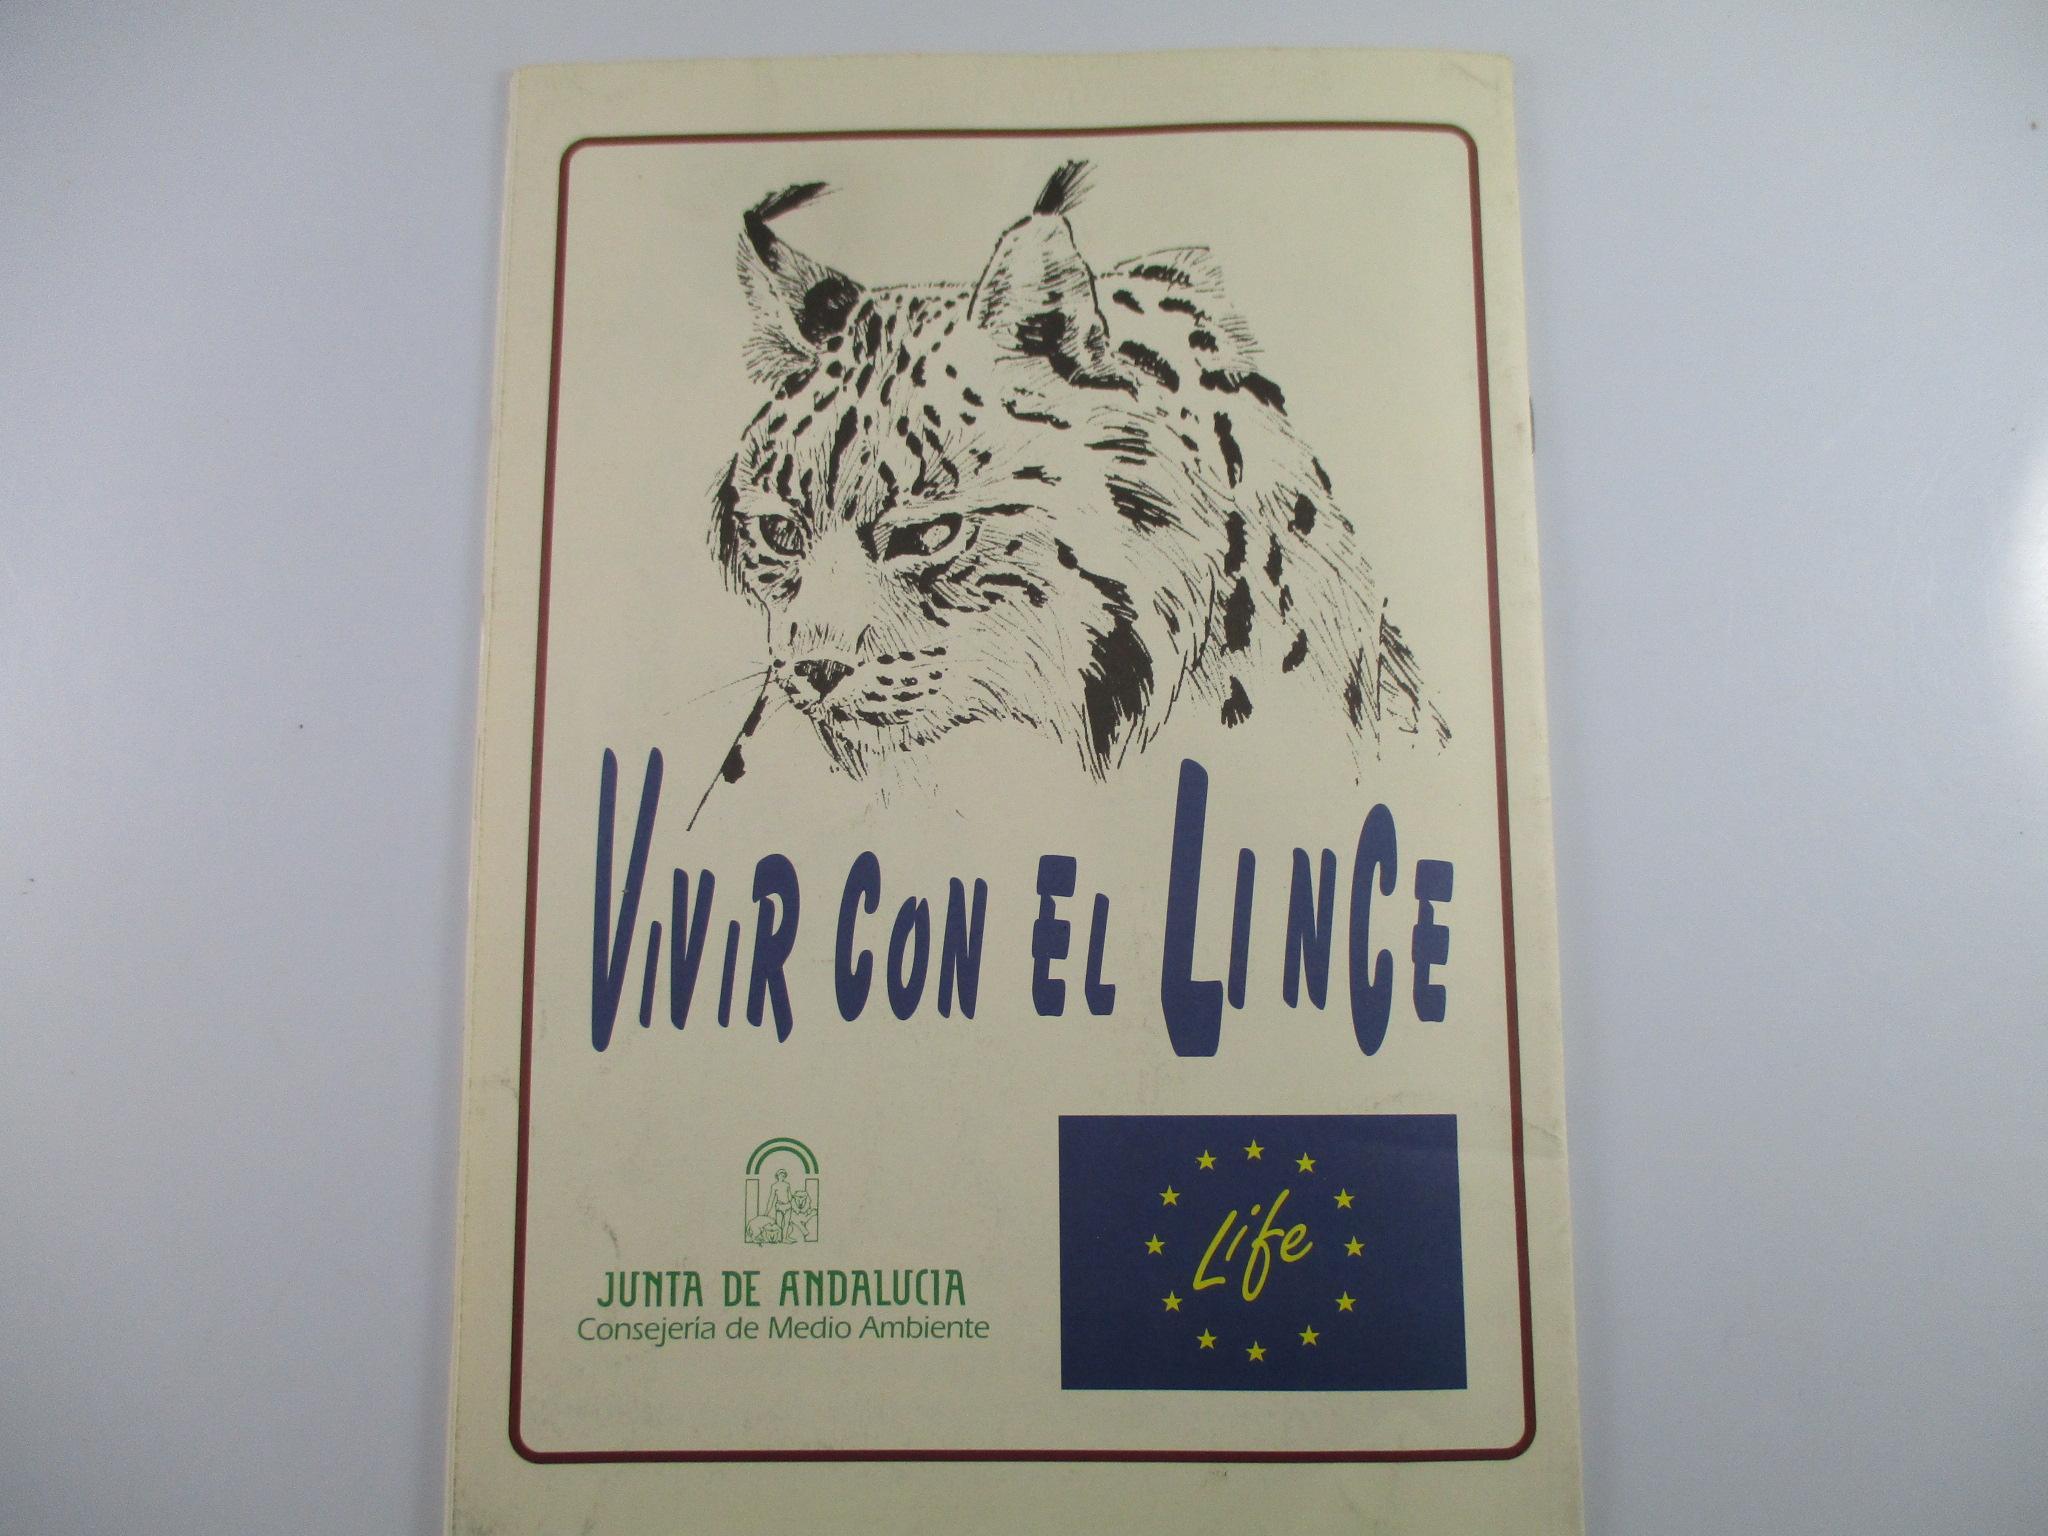 VIVIR CON EL LINCE
JUNTA DE ANDALUCIA
Consejería de Medio Ambiente
Life